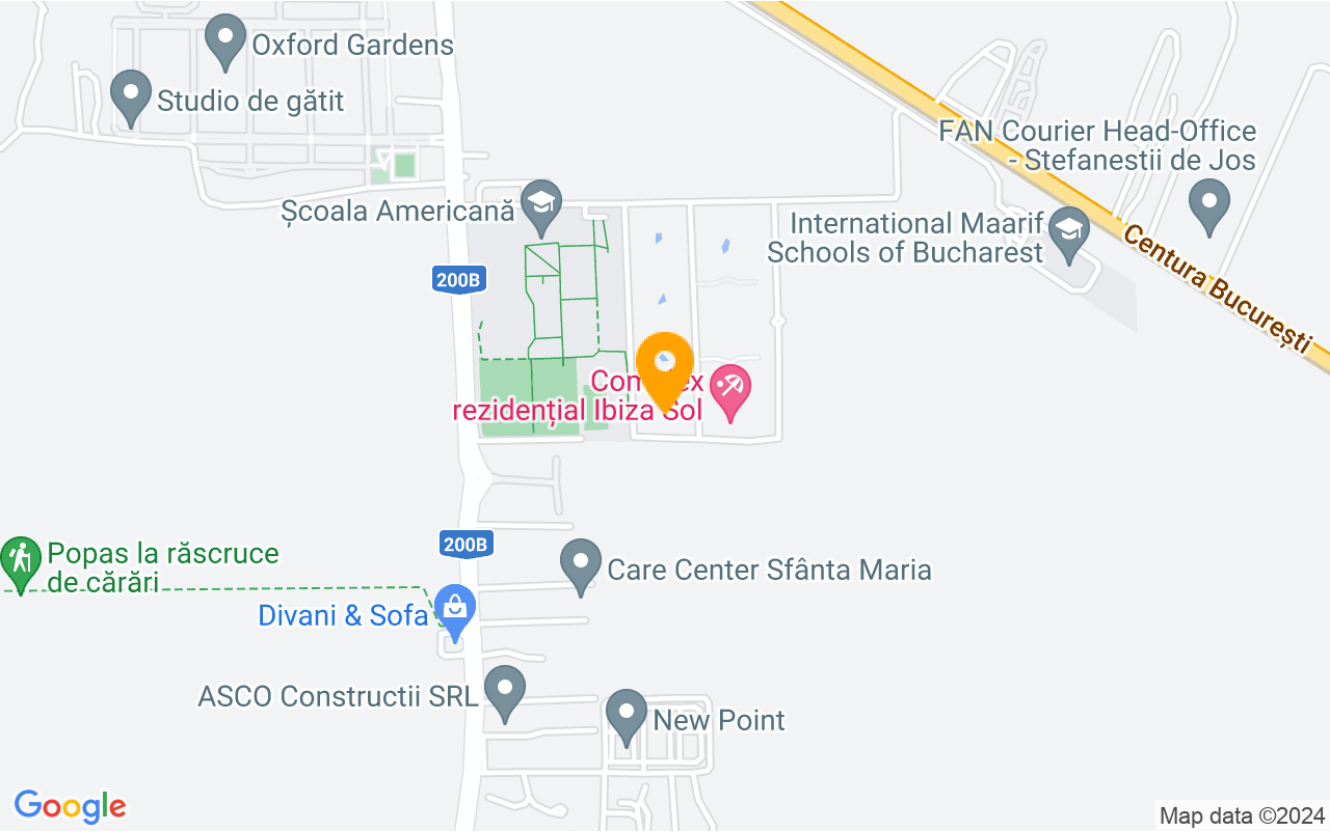 Oxford Gardens
Studio de gătit
FAN Courier Head-Office
- Stefanestii de Jos
Școala Americană
International Maarif
Schools of Bucharest
Centura București
200B
rezidențial Ibiza Sol
200B
Popas la răscruce
de cărări
Care Center Sfânta Maria
Divani & Sofa
ASCO Constructii SRL
New Point
Google
Map data ©2024